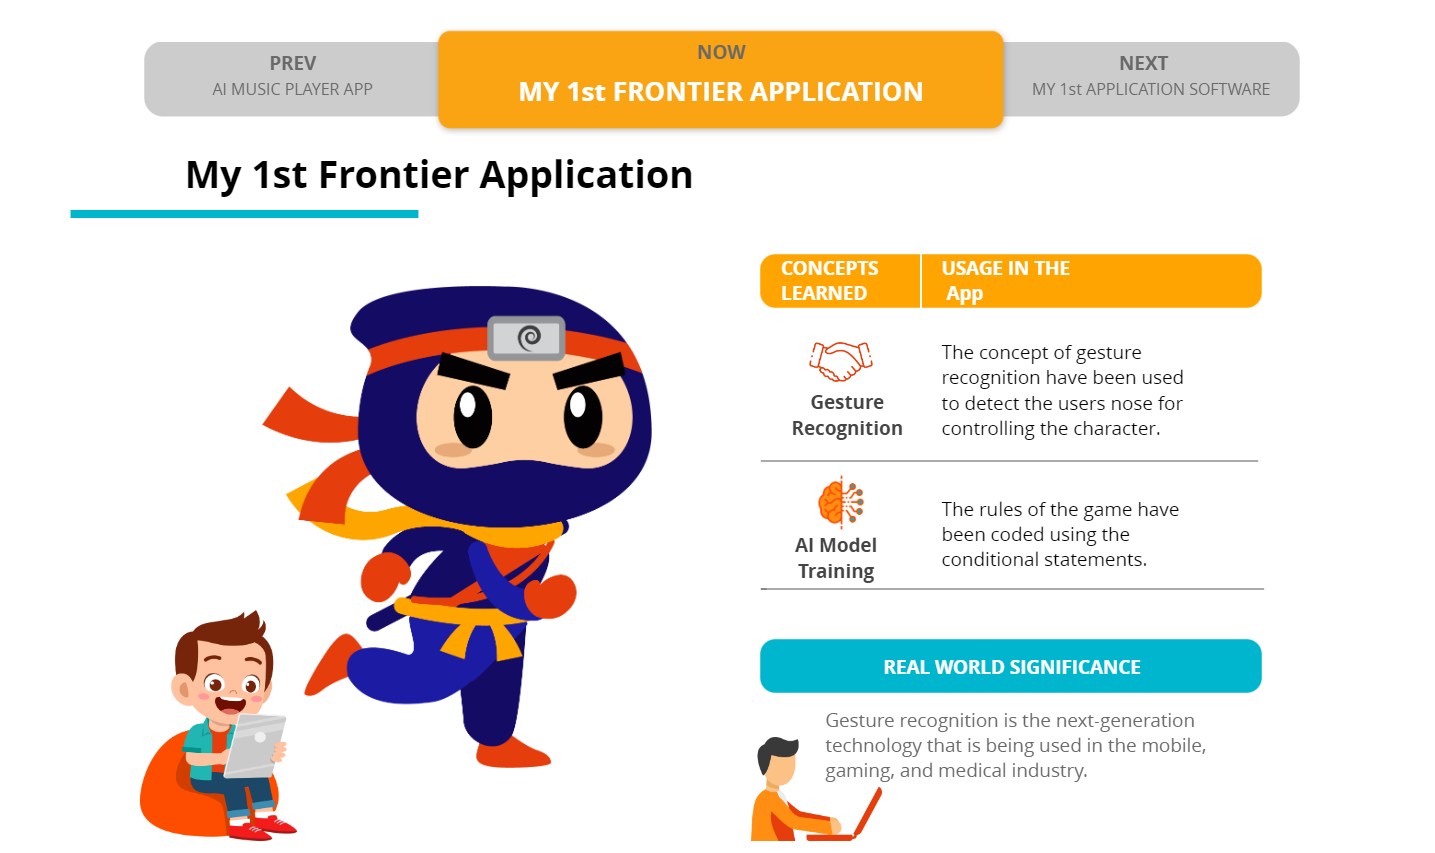 PREV
AI MUSIC PLAYER APP
NOW
MY 1st FRONTIER APPLICATION
NEXT
MY 1st APPLICATION SOFTWARE
My 1st Frontier Application
CONCEPTS
LEARNED
USAGE IN THE
App
Gesture
Recognition
The concept of gesture
recognition have been used
to detect the users nose for
controlling the character.
AI Model
Training
The rules of the game have
been coded using the
conditional statements.
REAL WORLD SIGNIFICANCE
Gesture recognition is the next-generation
technology that is being used in the mobile,
gaming, and medical industry.